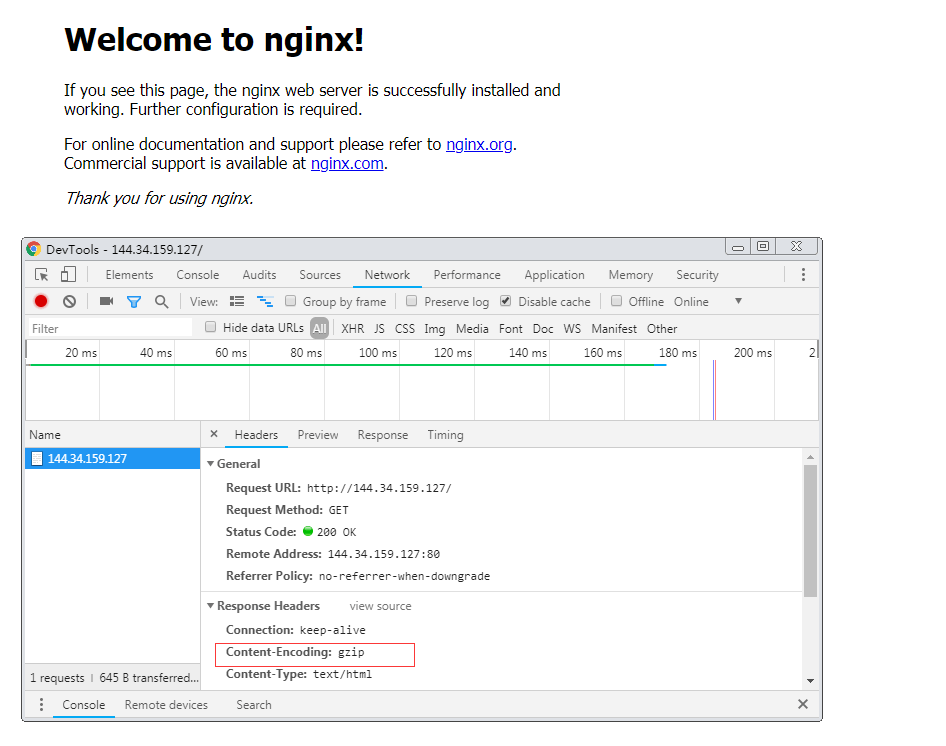 Welcome to nginx!
If you see this page, the nginx web server is successfully installed and
working. Further configuration is required.
For online documentation and support please refer to nginx.org.
Commercial support is available at nginx.com.
Thank you for using nginx.
DevTools - 144.34.159.127/
Elements Console Audits Sources Network Performance Application Memory Security
View: Group by frame Preserve log Disable cache Offline Online
Filter Hide data URLs All XHR JS CSS Img Media Font Doc WS Manifest Other
20 ms 40 ms 60 ms 80 ms 100 ms 120 ms 140 ms 160 ms 180 ms 200 ms 2
Name × Headers Preview Response Timing
144.34.159.127
General
Request URL: http://144.34.159.127/
Request Method: GET
Status Code: 200 OK
Remote Address: 144.34.159.127:80
Referrer Policy: no-referrer-when-downgrade
Response Headers view source
Connection: keep-alive
Content-Encoding: gzip
Content-Type: text/html
1 requests | 645 B transferred...
Console Remote devices Search